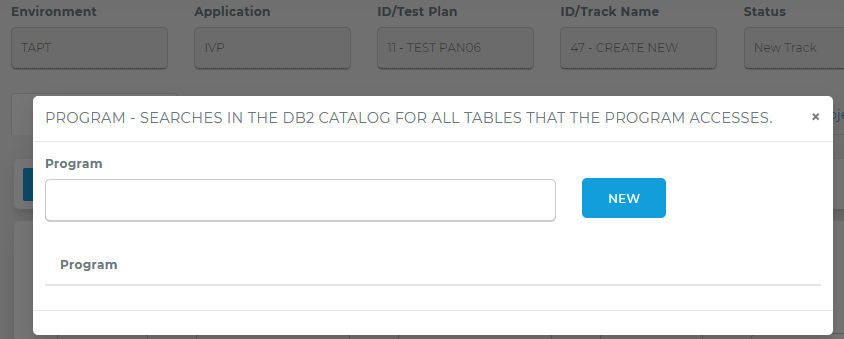 Environment Application ID/Test Plan ID/Track Name Status
TAPT IVP 11 - TEST PAN06 47 - CREATE NEW New Track
PROGRAM - SEARCHES IN THE DB2 CATALOG FOR ALL TABLES THAT THE PROGRAM ACCESSES. ×
Program
NEW
Program